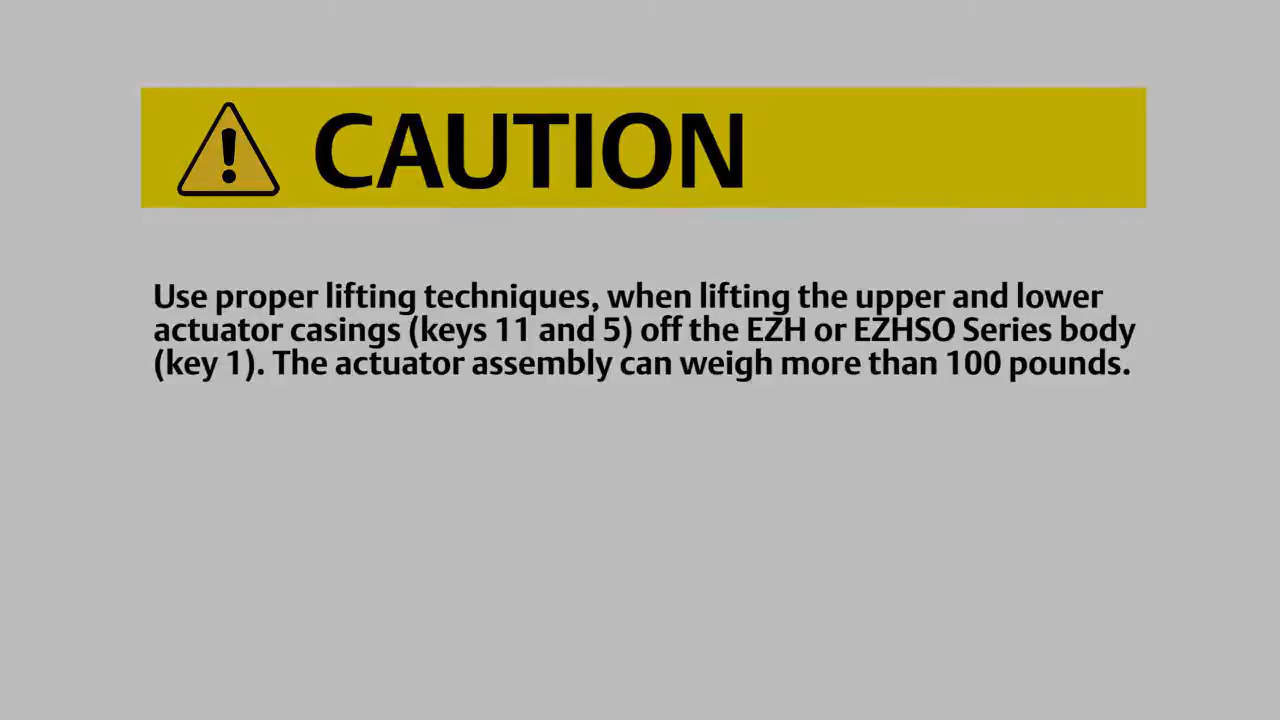 CAUTION
Use proper lifting techniques, when lifting the upper and lower
actuator casings (keys 11 and 5) off the EZH or EZHSO Series body
(key 1). The actuator assembly can weigh more than 100 pounds.